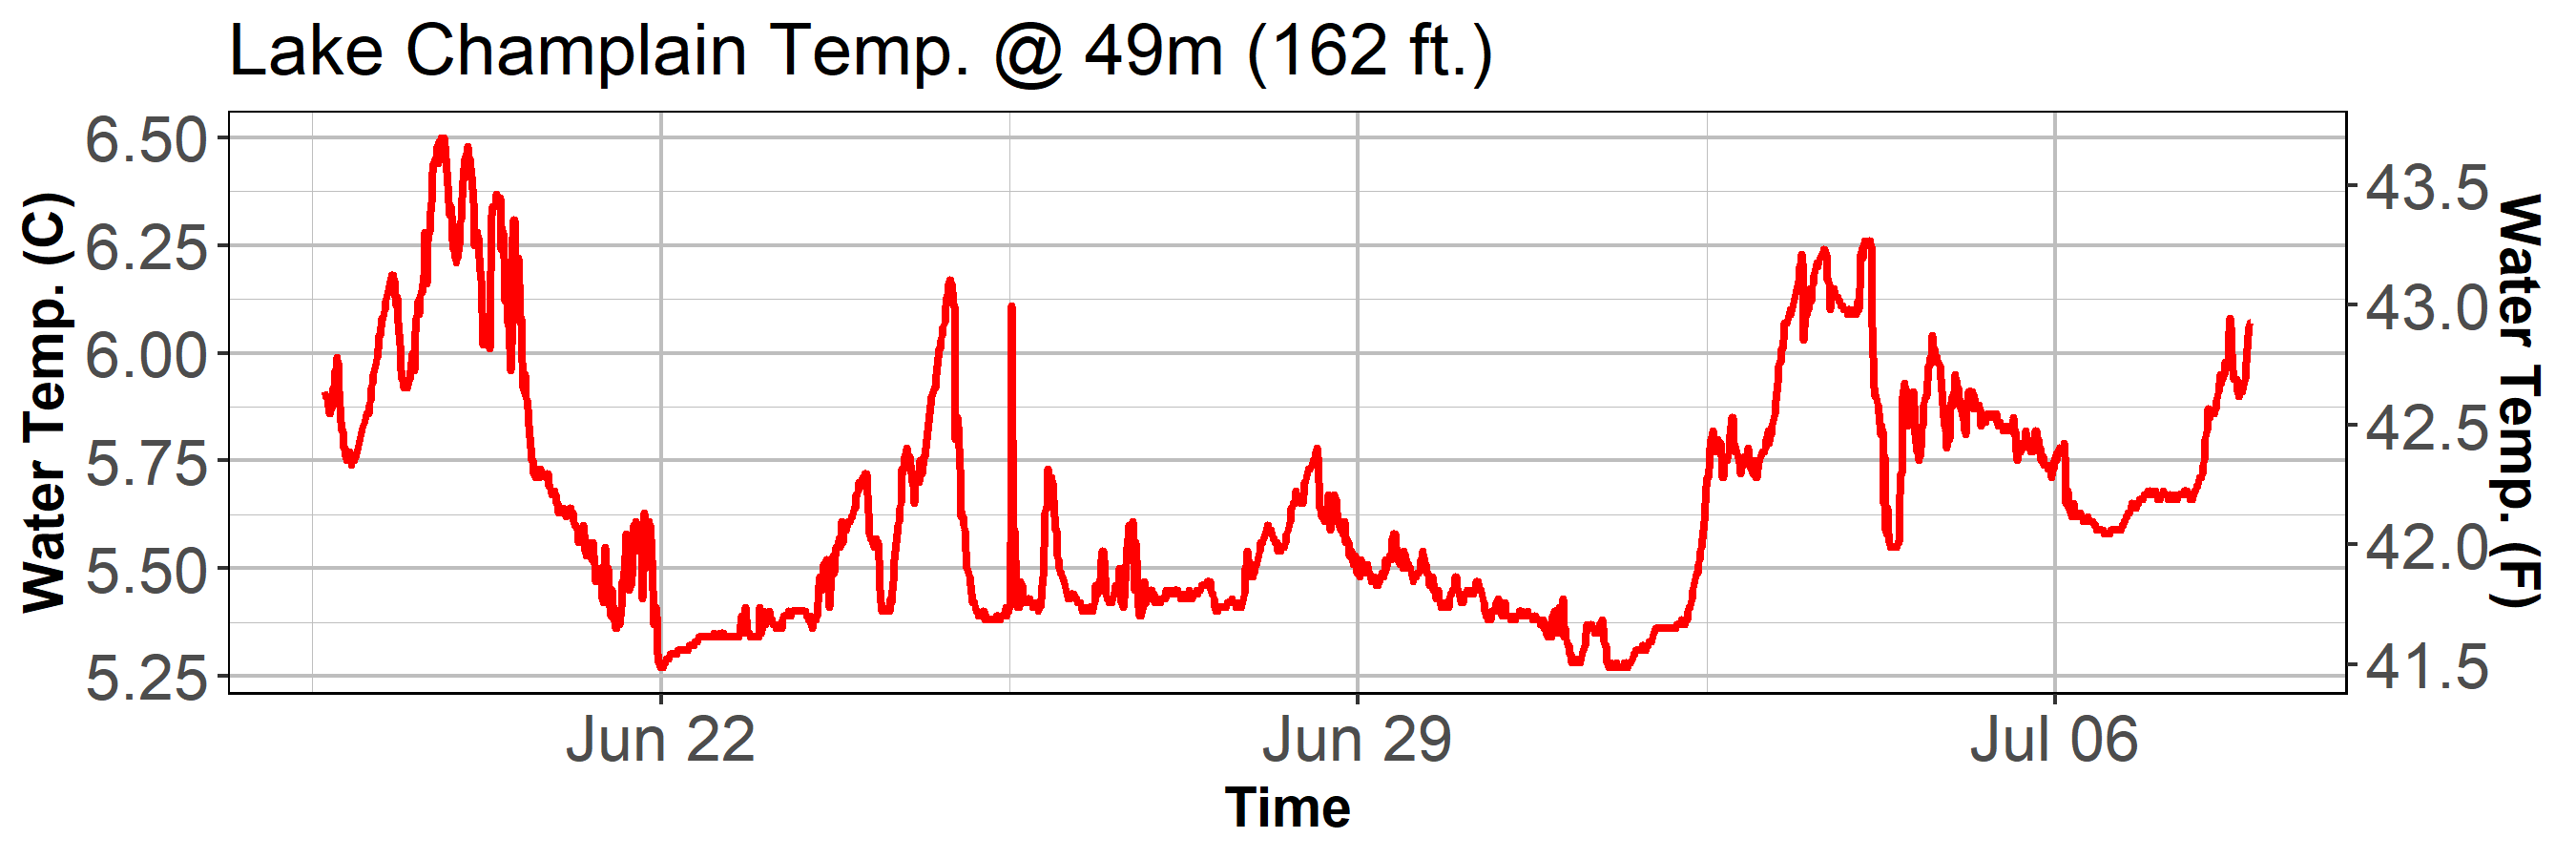 Lake Champlain Temp. @ 49m (162 ft.)
Water Temp. (C)
6.50
6.25
6.00
5.75
5.50
5.25
43.5
43.0
42.5
42.0
41.5
Water Temp. (F)
Jun 22
Jun 29
Jul 06
Time